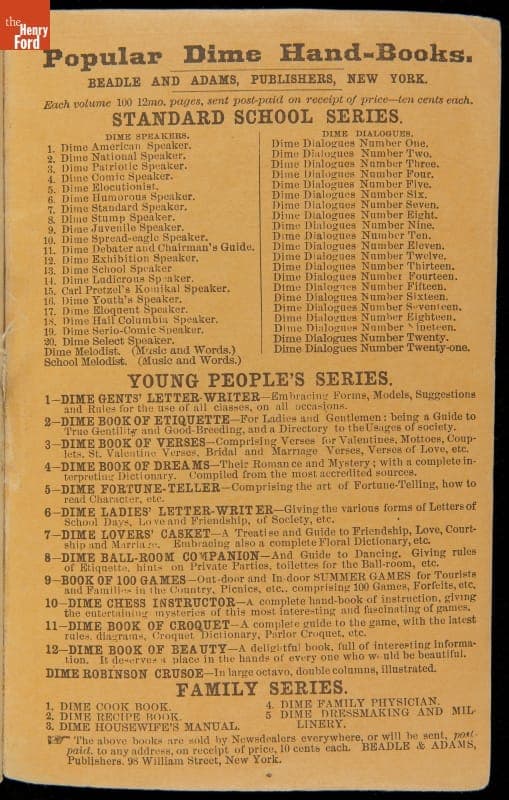 the
Henry
Ford
Popular Dime Hand-Books.
BEADLE AND ADAMS, PUBLISHERS, NEW YORK.
Each volume 100 12mo. pages, sent post-paid on receipt of price—ten cents each.
STANDARD SCHOOL SERIES.
DIME SPEAKERS.
1. Dime American Speaker.
2. Dime National Speaker.
3. Dime Patriotic Speaker.
4. Dime Comic Speaker.
5. Dime Elocutionist.
6. Dime Humorous Speaker.
7. Dime Standard Speaker.
8. Dime Stump Speaker.
9. Dime Juvenile Speaker.
10. Dime Spread-eagle Speaker.
11. Dime Debater and Chairman's Guide.
12. Dime Exhibition Speaker.
13. Dime School Speaker
14. Dime Ludicrous Speaker.
15. Carl Pretzel's Komikal Speaker.
16. Dime Youth's Speaker.
17. Dime Eloquent Speaker.
18. Dime Hail Columbia Speaker.
19. Dime Serio-Comic Speaker.
20. Dime Select Speaker.
Dime Melodist. (Music and Words.)
School Melodist. (Music and Words.)
DIME DIALOGUES.
Dime Dialogues Number One.
Dime Dialogues Number Two.
Dime Dialogues Number Three.
Dime Dialogues Number Four.
Dime Dialogues Number Five.
Dime Dialogues Number Six.
Dime Dialogues Number Seven.
Dime Dialogues Number Eight.
Dime Dialogues Number Nine.
Dime Dialogues Number Ten.
Dime Dialogues Number Eleven.
Dime Dialogues Number Twelve.
Dime Dialogues Number Thirteen.
Dime Dialogues Number Fourteen.
Dime Dialogues Number Fifteen.
Dime Dialogues Number Sixteen.
Dime Dialogues Number Seventeen.
Dime Dialogues Number Eighteen.
Dime Dialogues Number Nineteen.
Dime Dialogues Number Twenty.
Dime Dialogues Number Twenty-one.
YOUNG PEOPLE'S SERIES.
1—DIME GENTS' LETTER-WRITER—Embracing Forms, Models, Suggestions
and Rules for the use of all classes, on all occasions.
2—DIME BOOK OF ETIQUETTE—For Ladies and Gentlemen: being a Guide to
True Gentility and Good-Breeding, and a Directory to the Usages of society.
3—DIME BOOK OF VERSES—Comprising Verses for Valentines, Mottoes, Coup-
lets, St. Valentine Verses, Bridal and Marriage Verses, Verses of Love, etc.
4—DIME BOOK OF DREAMS—Their Romance and Mystery; with a complete in-
terpreting Dictionary. Compiled from the most accredited sources.
5—DIME FORTUNE-TELLER—Comprising the art of Fortune-Telling, how to
read Character, etc.
6—DIME LADIES' LETTER-WRITER—Giving the various forms of Letters of
School Days, Love and Friendship, of Society, etc.
7—DIME LOVERS' CASKET—A Treatise and Guide to Friendship, Love, Court-
ship and Marriage. Embracing also a complete Floral Dictionary, etc.
8—DIME BALL-ROOM COMPANION—And Guide to Dancing. Giving rules
of Etiquette, hints on Private Parties, toilettes for the Ball-room, etc.
9—BOOK OF 100 GAMES—Out-door and In-door SUMMER GAMES for Tourists
and Families in the Country, Picnics, etc., comprising 100 Games, Forfeits, etc.
10—DIME CHESS INSTRUCTOR—A complete hand-book of instruction, giving
the entertaining mysteries of this most interesting and fascinating of games.
11—DIME BOOK OF CROQUET—A complete guide to the game, with the latest
rules, diagrams, Croquet Dictionary, Parlor Croquet, etc.
12—DIME BOOK OF BEAUTY—A delightful book, full of interesting informa-
tion. It deserves a place in the hands of every one who would be beautiful.
DIME ROBINSON CRUSOE—In large octavo, double columns, illustrated.
FAMILY SERIES.
1. DIME COOK BOOK.
2. DIME RECIPE BOOK.
3. DIME HOUSEWIFE'S MANUAL.
4. DIME FAMILY PHYSICIAN.
5 DIME DRESSMAKING AND MIL-
LINERY.
☞ The above books are sold by Newsdealers everywhere, or will be sent, post-
paid, to any address, on receipt of price, 10 cents each. BEADLE & ADAMS,
Publishers. 98 William Street, New York.